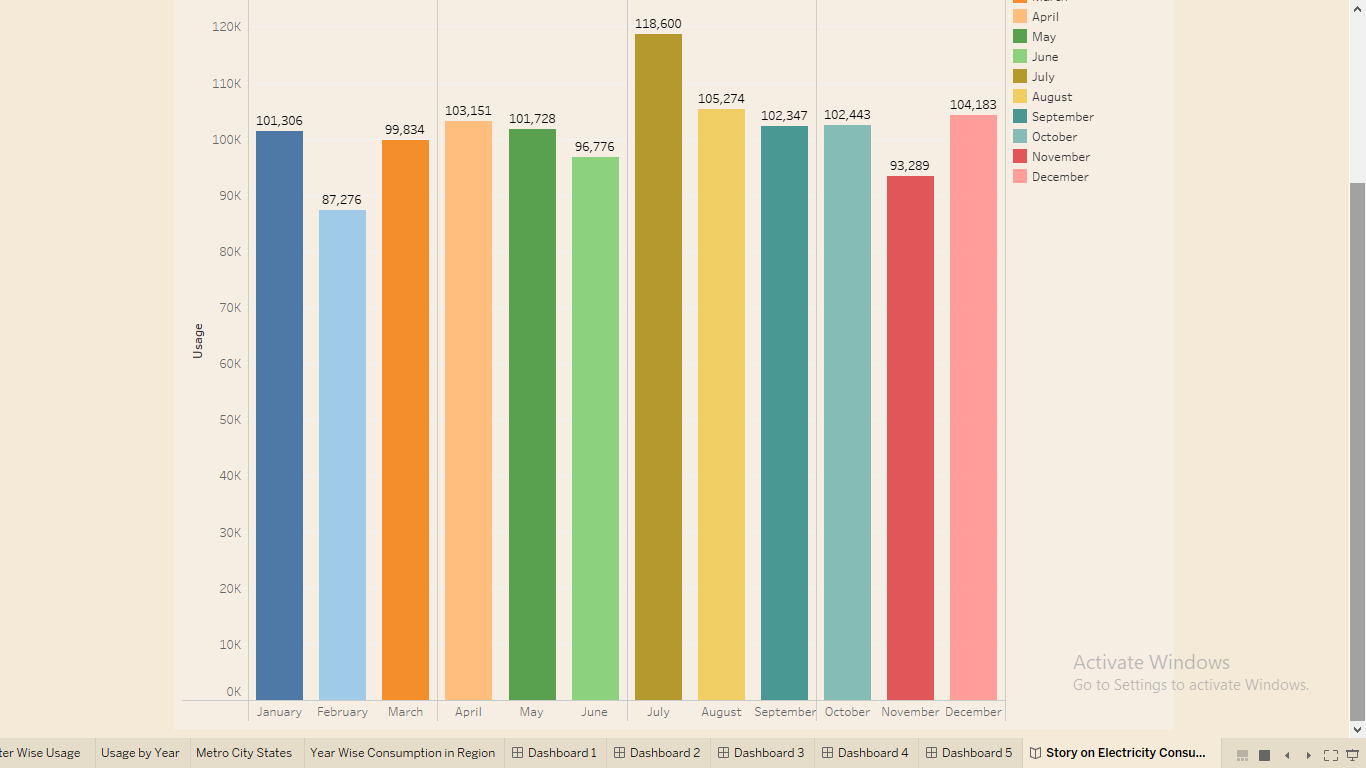 March
120K
118,600
April
May
June
110K
July
August
105,274
104,183
103,151
102,347
102,443
September
101,306
101,728
99,834
100K
October
96,776
November
93,289
December
90K
87,276
80K
70K
Usage
60K
50K
40K
30K
20K
10K
0K
January February March April May June July August September October November December
Activate Windows
Go to Settings to activate Windows.
ter Wise Usage Usage by Year Metro City States Year Wise Consumption in Region Dashboard 1 Dashboard 2 Dashboard 3 Dashboard 4 Dashboard 5 Story on Electricity Consu...